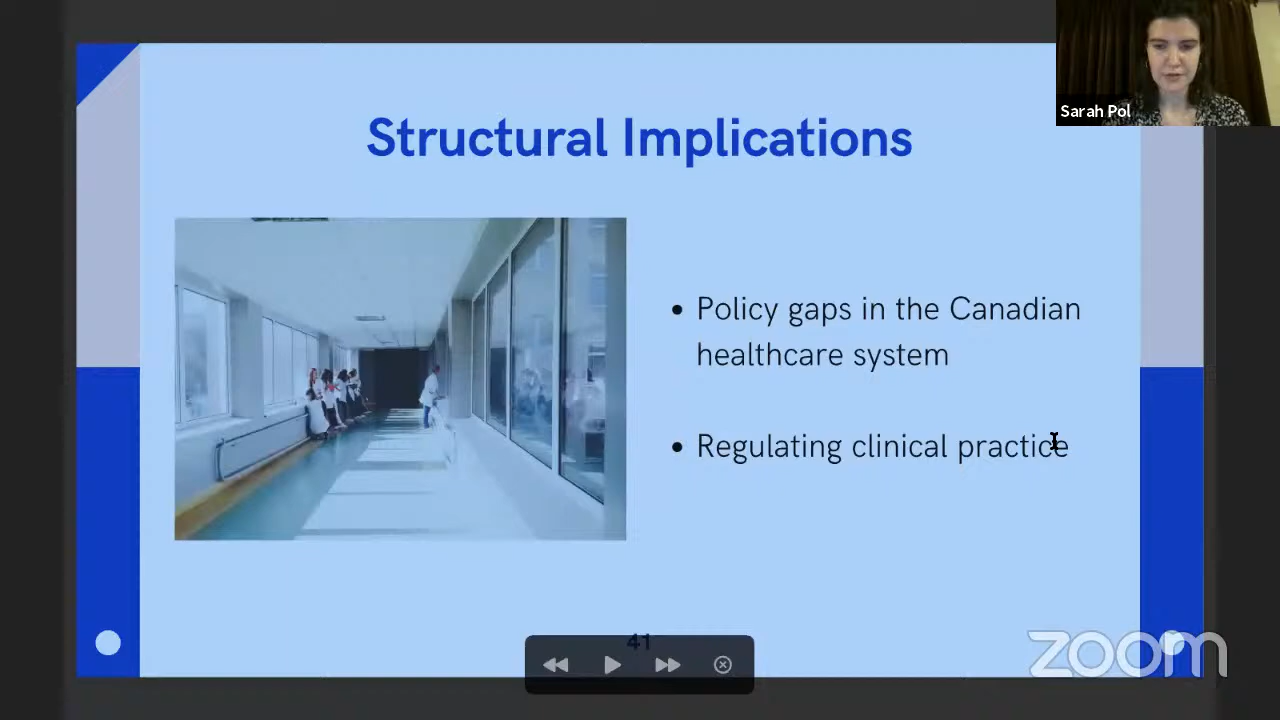 Sarah Pol
Structural Implications
• Policy gaps in the Canadian
healthcare system
• Regulating clinical practice
41
zoom